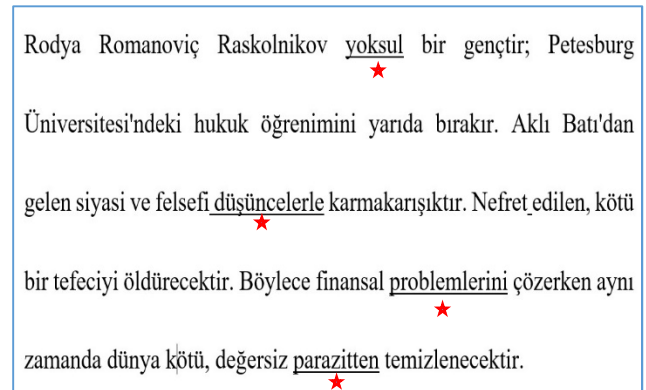 Rodya Romanoviç Raskolnikov yoksul bir gençtir; Petesburg
Üniversitesi'ndeki hukuk öğrenimini yarıda bırakır. Aklı Batı'dan
gelen siyasi ve felsefi düşüncelerle karmakarışıktır. Nefret edilen, kötü
bir tefeciyi öldürecektir. Böylece finansal problemlerini çözerken aynı
zamanda dünya kötü, değersiz parazitten temizlenecektir.